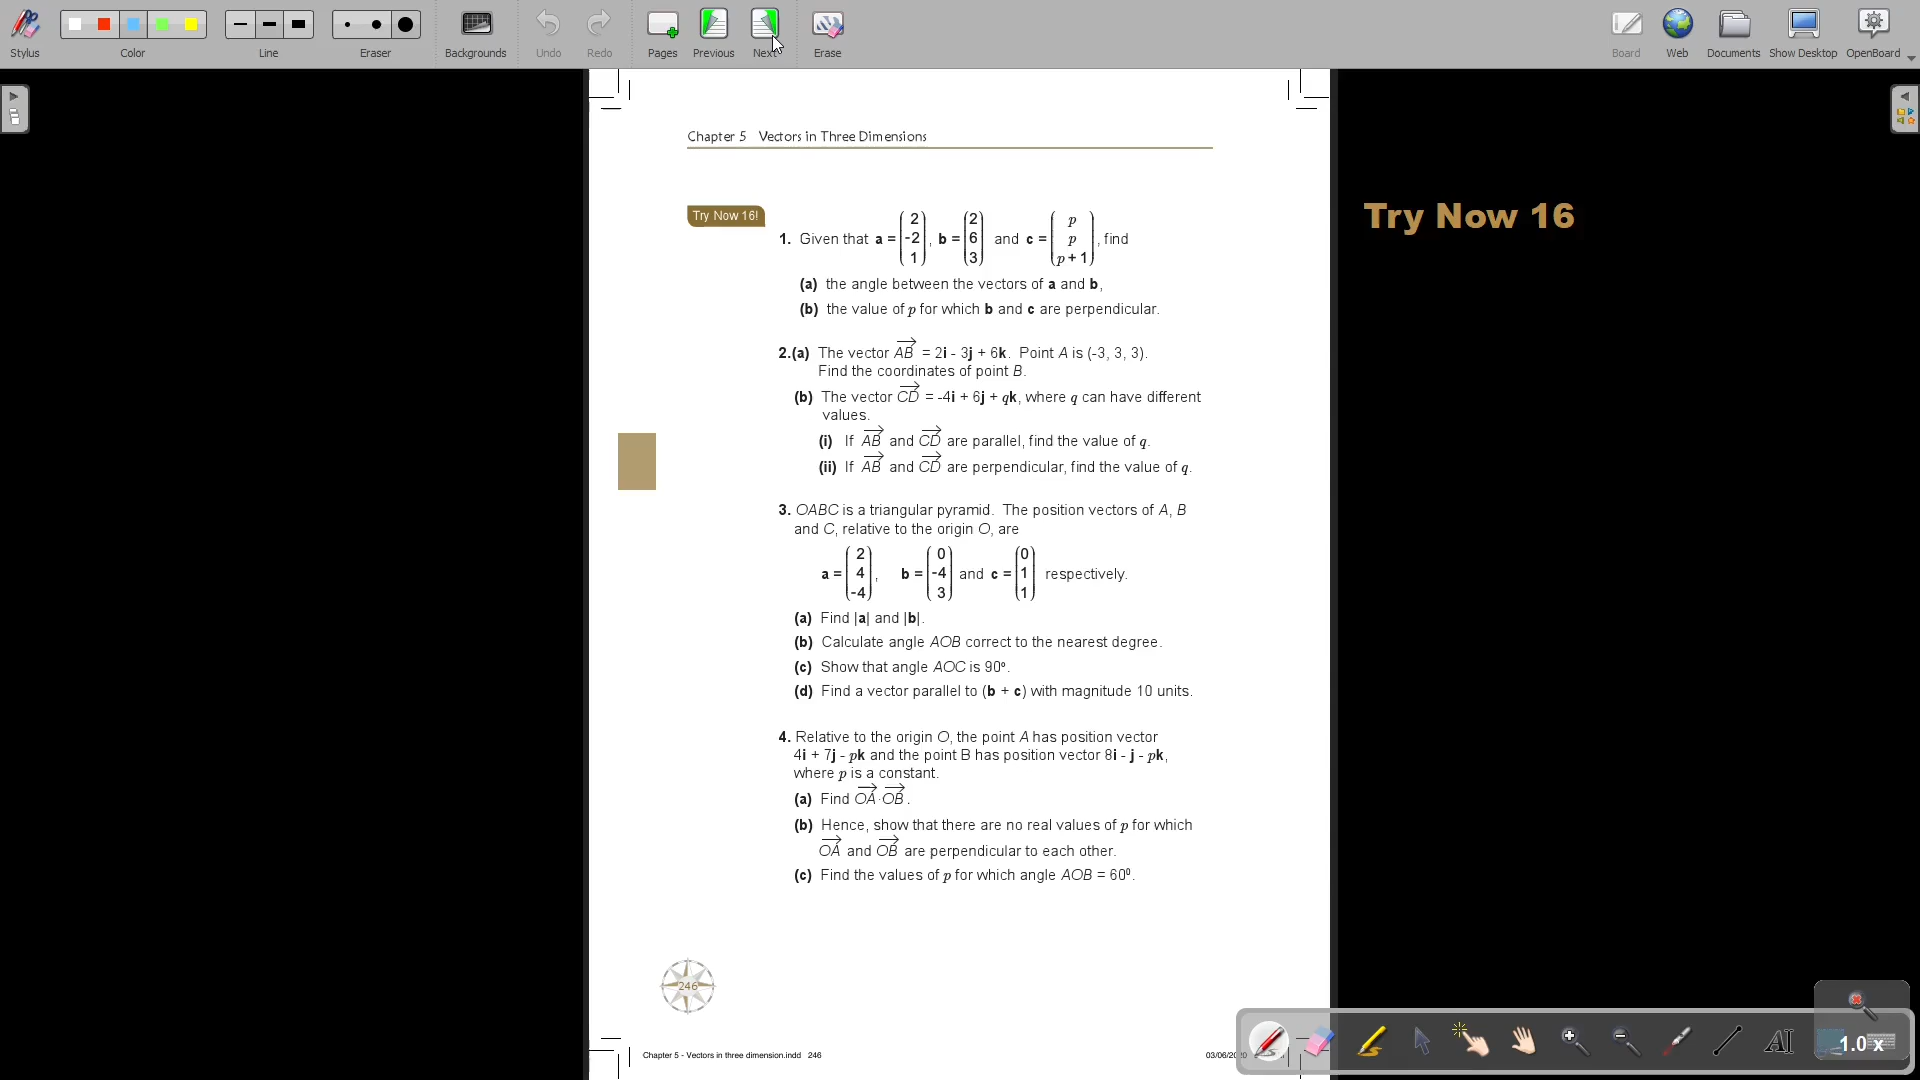 Stylus Color Line Eraser Backgrounds Undo Redo Pages Previous Next Erase Board Web Documents Show Desktop OpenBoard
Chapter 5 Vectors in Three Dimensions
Try Now 16
Try Now 16!
1. Given that a = (2 -2 1), b = (2 6 3) and c = (p p p + 1), find
(a) the angle between the vectors of a and b,
(b) the value of p for which b and c are perpendicular.
2.(a) The vector AB = 2i - 3j + 6k. Point A is (-3, 3, 3).
Find the coordinates of point B.
(b) The vector CD = -4i + 6j + qk, where q can have different
values.
(i) If AB and CD are parallel, find the value of q.
(ii) If AB and CD are perpendicular, find the value of q.
3. OABC is a triangular pyramid. The position vectors of A, B
and C, relative to the origin O, are
a = (2 4 -4), b = (0 -4 3) and c = (0 1 1) respectively.
(a) Find |a| and |b|.
(b) Calculate angle AOB correct to the nearest degree.
(c) Show that angle AOC is 90°.
(d) Find a vector parallel to (b + c) with magnitude 10 units.
4. Relative to the origin O, the point A has position vector
4i + 7j - pk and the point B has position vector 8i - j - pk,
where p is a constant.
(a) Find OA·OB.
(b) Hence, show that there are no real values of p for which
OA and OB are perpendicular to each other.
(c) Find the values of p for which angle AOB = 60⁰.
246
Chapter 5 - Vectors in three dimension.indd 246
03/06/20
AI
1.0 x